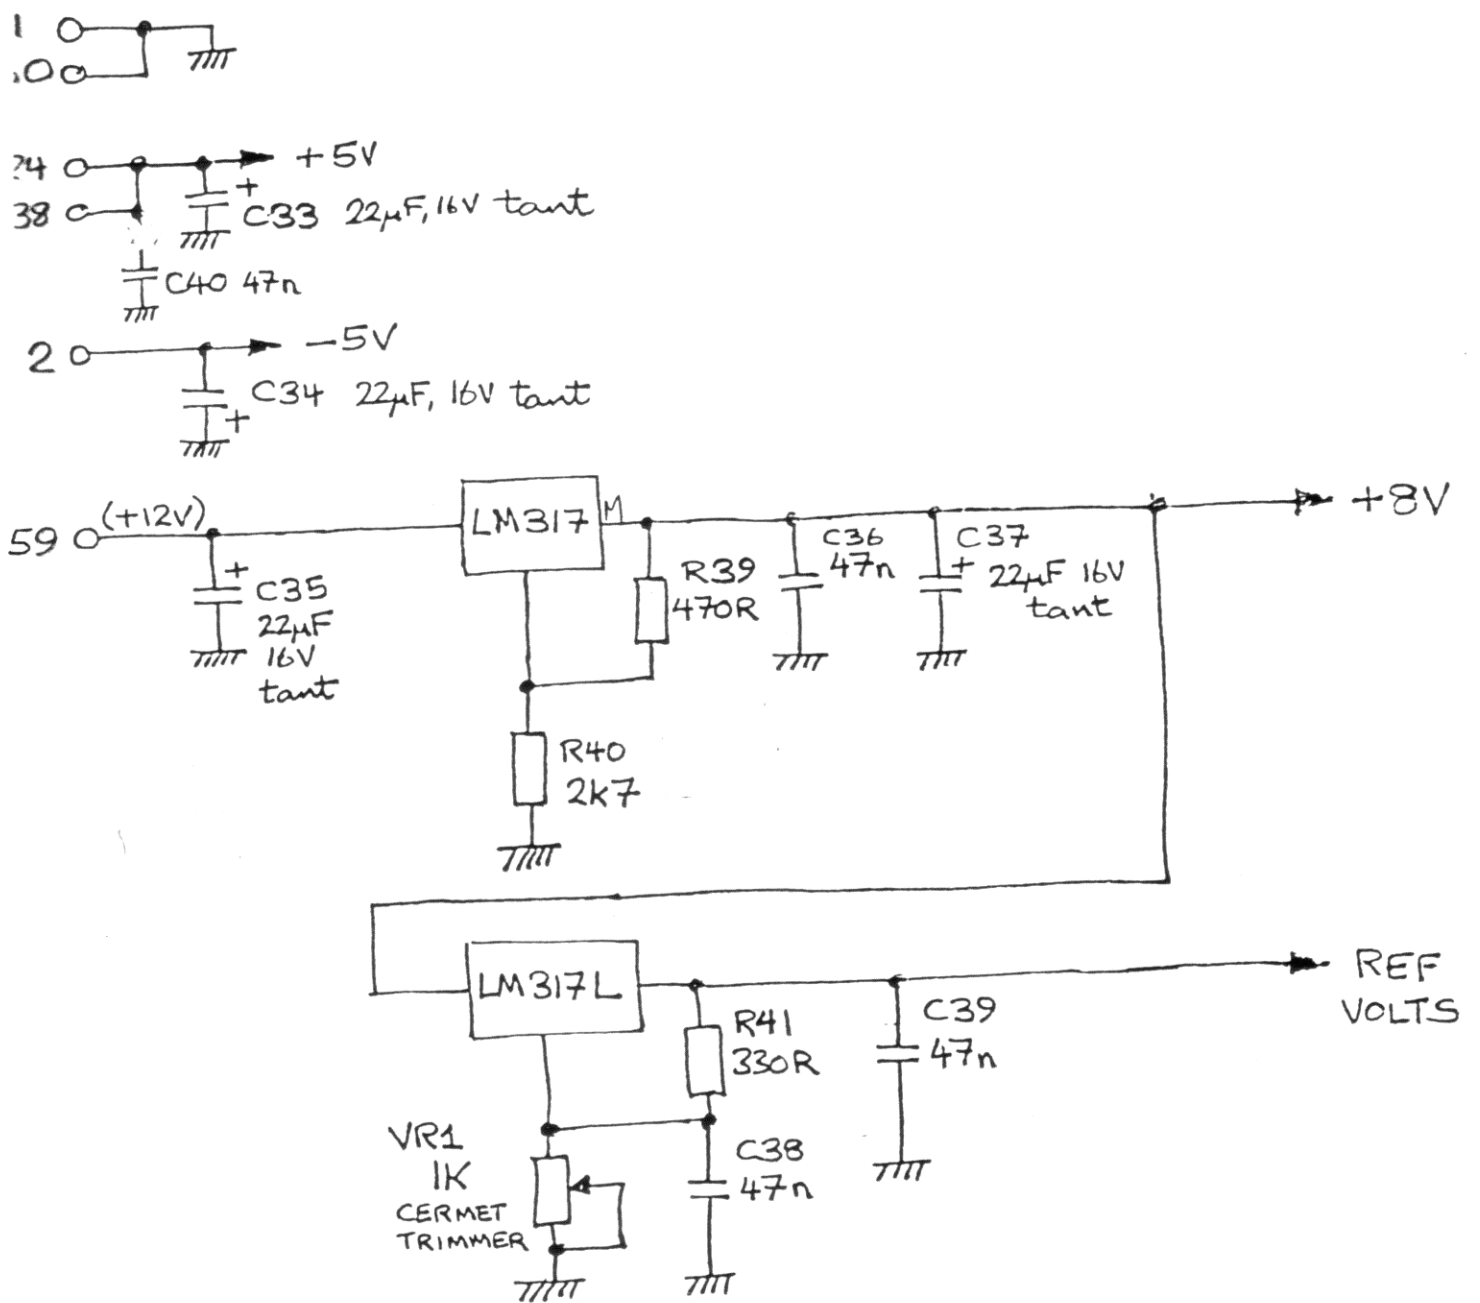 +5V
38
+
C33 22µF, 16V tant
C40 47n
-5V
2
C34 22µF, 16V tant
+
(+12V)
59
LM317
M
+8V
+
C35
22µF
16V
tant
R39
470R
C36
47n
C37
+
22µF 16V
tant
R40
2K7
LM317L
REF
VOLTS
R41
330R
C39
47n
VR1
1K
CERMET
TRIMMER
C38
47n